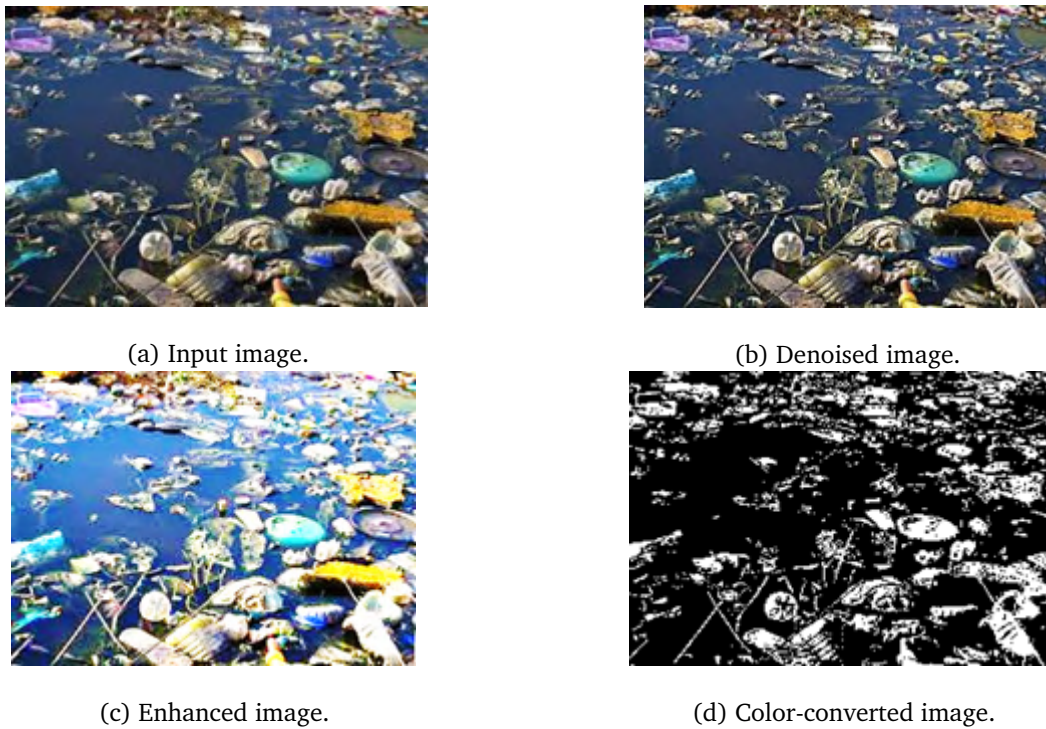 (a) Input image.
(b) Denoised image.
(c) Enhanced image.
(d) Color-converted image.